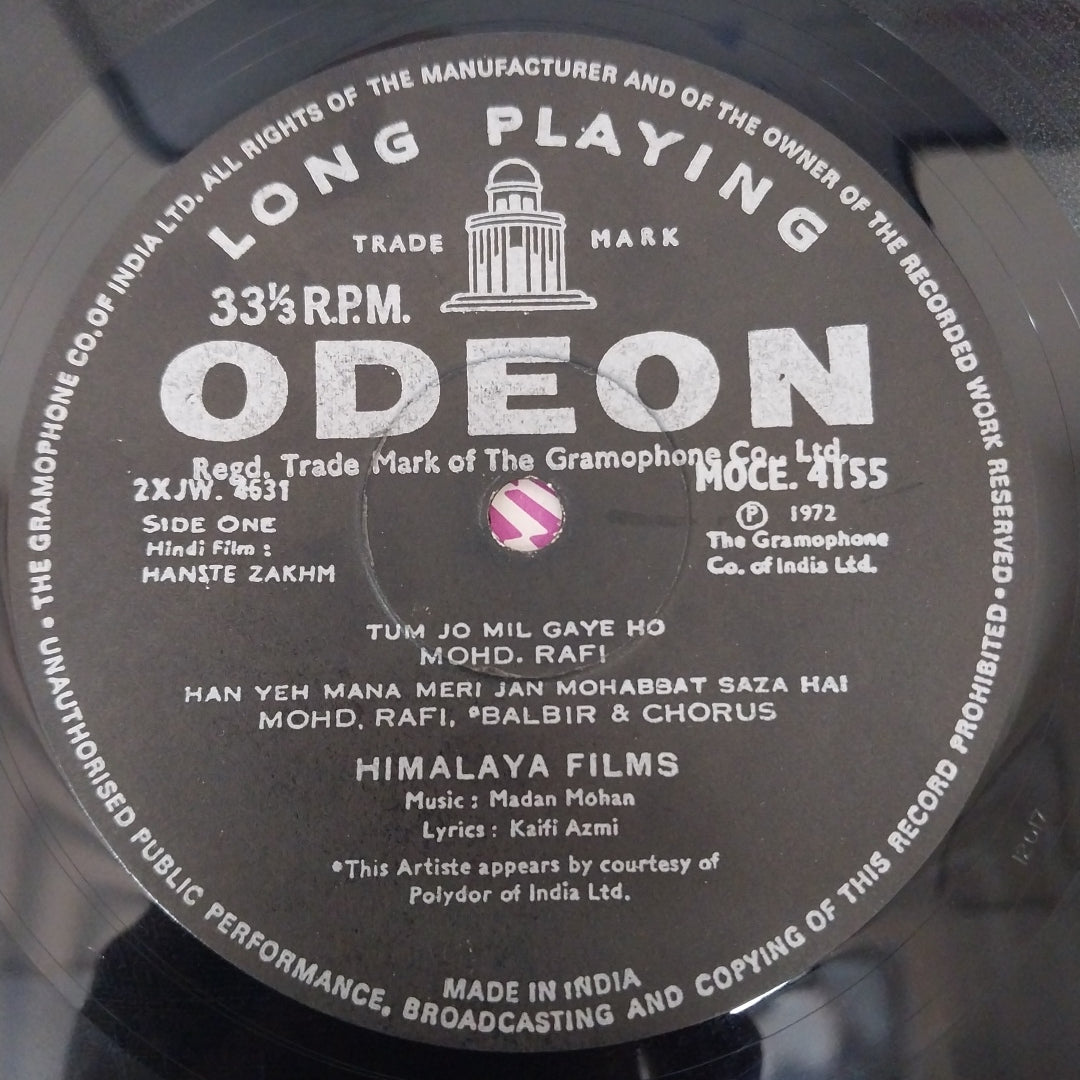 • THE GRAMOPHONE CO. OF INDIA LTD. ALL RIGHTS OF THE MANUFACTURER AND OF THE OWNER OF THE RECORDED WORK RESERVED • UNAUTHORISED PUBLIC PERFORMANCE, BROADCASTING AND COPYING OF THIS RECORD PROHIBITED
LONG PLAYING
TRADE MARK
33⅓ R.P.M.
ODEON
Regd. Trade Mark of The Gramophone Co., Ltd.
2XJW. 4631 MOCE. 4155
SIDE ONE ℗ 1972
Hindi Film : The Gramophone
HANSTE ZAKHM Co. of India Ltd.
TUM JO MIL GAYE HO
MOHD. RAFI
HAN YEH MANA MERI JAN MOHABBAT SAZA HAI
MOHD. RAFI, *BALBIR & CHORUS
HIMALAYA FILMS
Music : Madan Mohan
Lyrics : Kaifi Azmi
*This Artiste appears by courtesy of
Polydor of India Ltd.
MADE IN INDIA